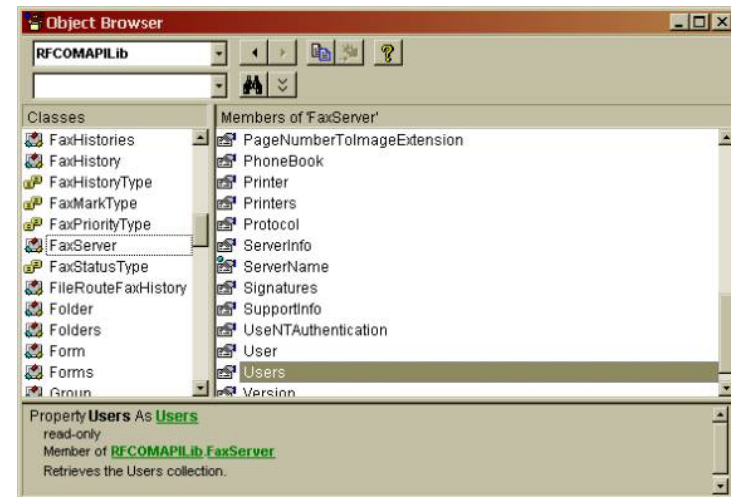 Object Browser
RFCOMAPILib
Classes
Members of 'FaxServer'
FaxHistories
FaxHistory
FaxHistoryType
FaxMarkType
FaxPriorityType
FaxServer
FaxStatusType
FileRouteFaxHistory
Folder
Folders
Form
Forms
Group
PageNumberToImageExtension
PhoneBook
Printer
Printers
Protocol
ServerInfo
ServerName
Signatures
SupportInfo
UseNTAuthentication
User
Users
Version
Property Users As Users
read-only
Member of RFCOMAPILib.FaxServer
Retrieves the Users collection.